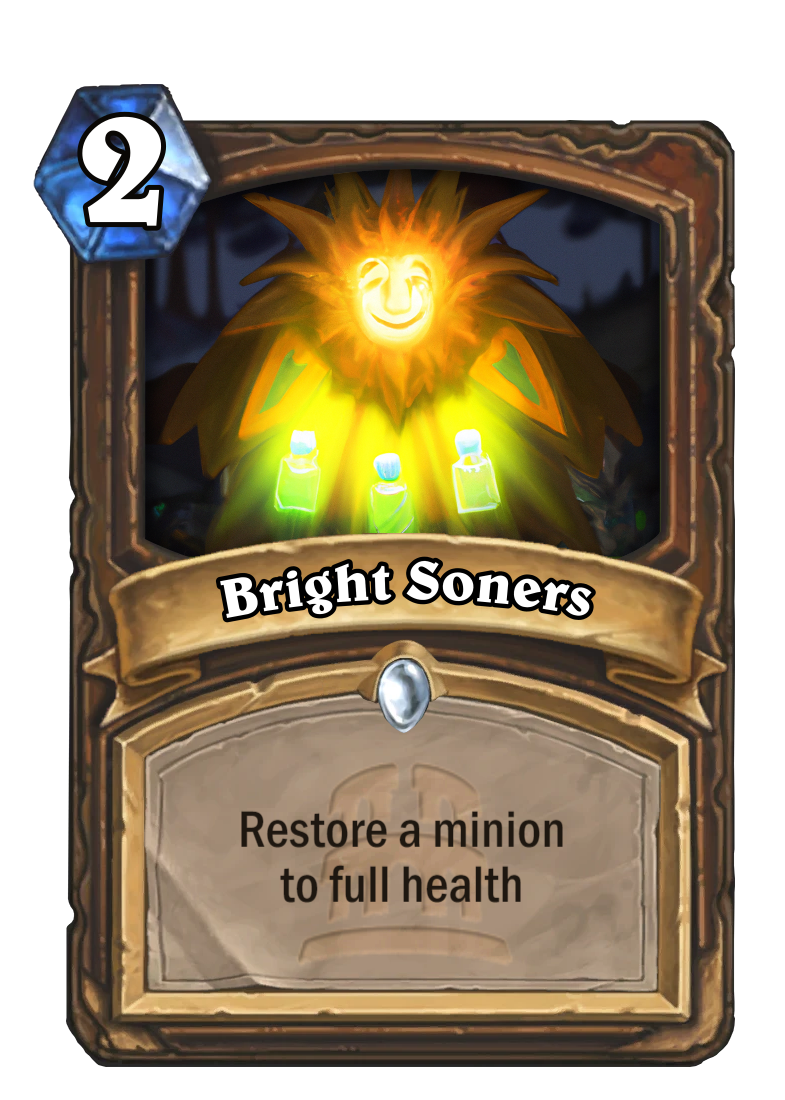 2
Bright Soners
Restore a minion
to full health